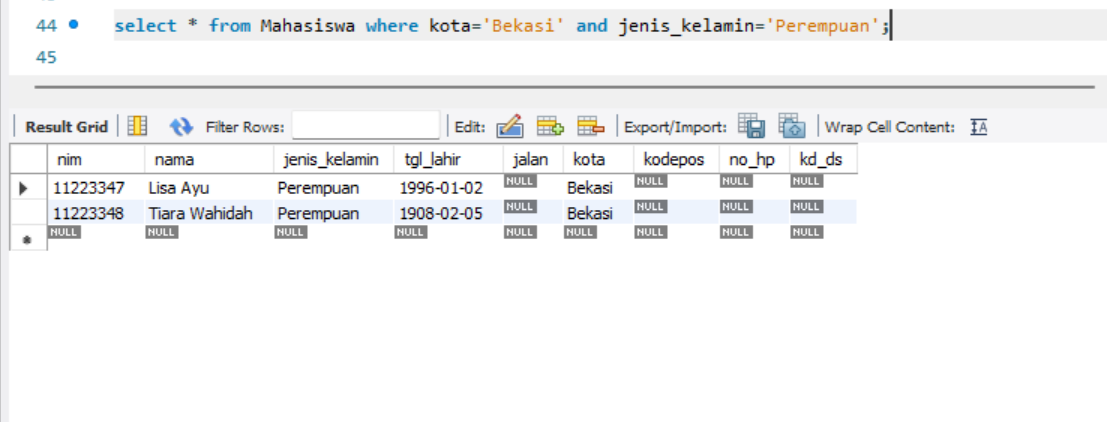 44 select * from Mahasiswa where kota='Bekasi' and jenis_kelamin='Perempuan';
45
Result Grid Filter Rows: Edit: Export/Import: Wrap Cell Content: IA
nim nama jenis_kelamin tgl_lahir jalan kota kodepos no_hp kd_ds
11223347 Lisa Ayu Perempuan 1996-01-02 NULL Bekasi NULL NULL NULL
11223348 Tiara Wahidah Perempuan 1908-02-05 NULL Bekasi NULL NULL NULL
NULL NULL NULL NULL NULL NULL NULL NULL NULL